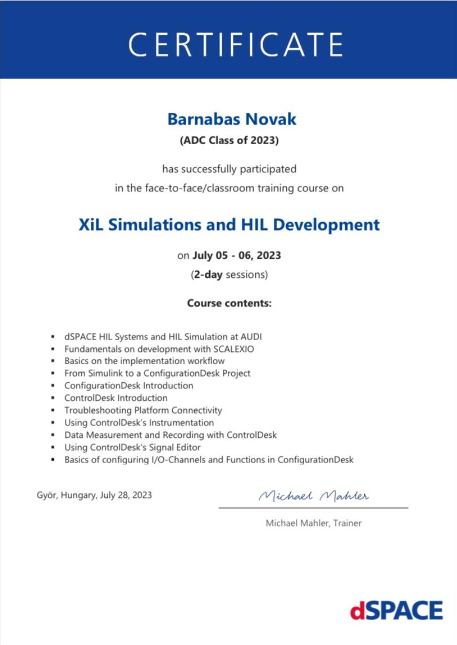 CERTIFICATE
Barnabas Novak
(ADC Class of 2023)
has successfully participated
in the face-to-face/classroom training course on
XiL Simulations and HIL Development
on July 05 - 06, 2023
(2-day sessions)
Course contents:
▪ dSPACE HIL Systems and HIL Simulation at AUDI
▪ Fundamentals on development with SCALEXIO
▪ Basics on the implementation workflow
▪ From Simulink to a ConfigurationDesk Project
▪ ConfigurationDesk Introduction
▪ ControlDesk Introduction
▪ Troubleshooting Platform Connectivity
▪ Using ControlDesk's Instrumentation
▪ Data Measurement and Recording with ControlDesk
▪ Using ControlDesk's Signal Editor
▪ Basics of configuring I/O-Channels and Functions in ConfigurationDesk
Györ, Hungary, July 28, 2023
Michael Mahler
Michael Mahler, Trainer
dSPACE